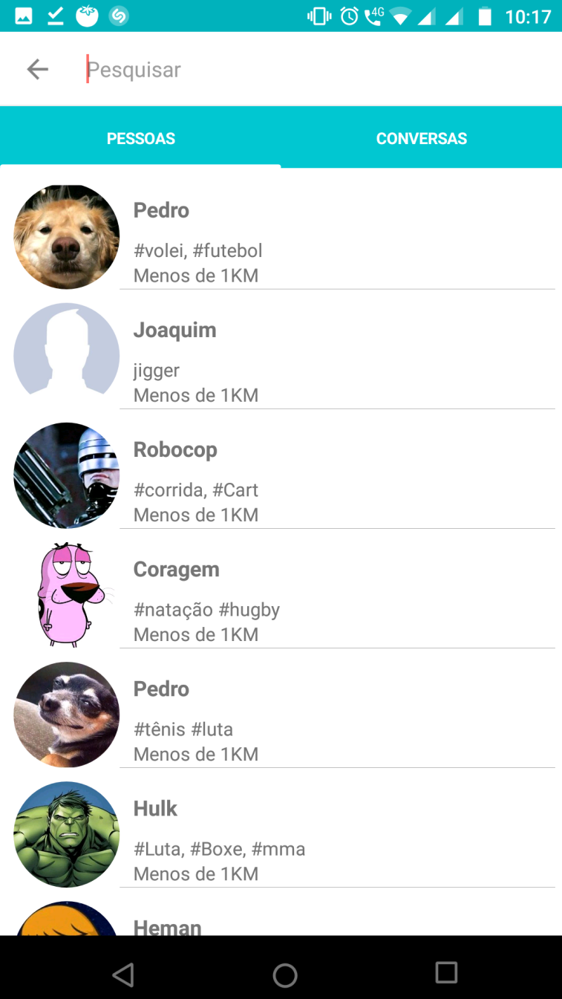 4G 10:17
Pesquisar
PESSOAS CONVERSAS
Pedro
#volei, #futebol
Menos de 1KM
Joaquim
jigger
Menos de 1KM
Robocop
#corrida, #Cart
Menos de 1KM
Coragem
#natação #hugby
Menos de 1KM
Pedro
#tênis #luta
Menos de 1KM
Hulk
#Luta, #Boxe, #mma
Menos de 1KM
Heman